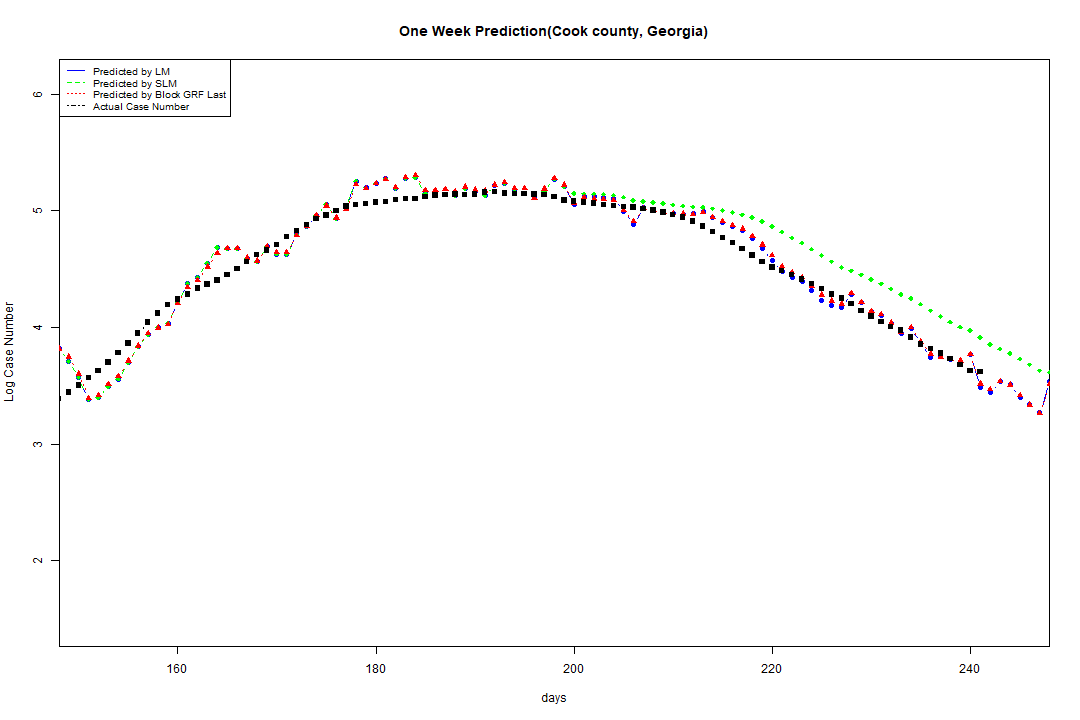 One Week Prediction(Cook county, Georgia)
Predicted by LM
Predicted by SLM
Predicted by Block GRF Last
Actual Case Number
6
5
4
3
2
Log Case Number
160 180 200 220 240
days